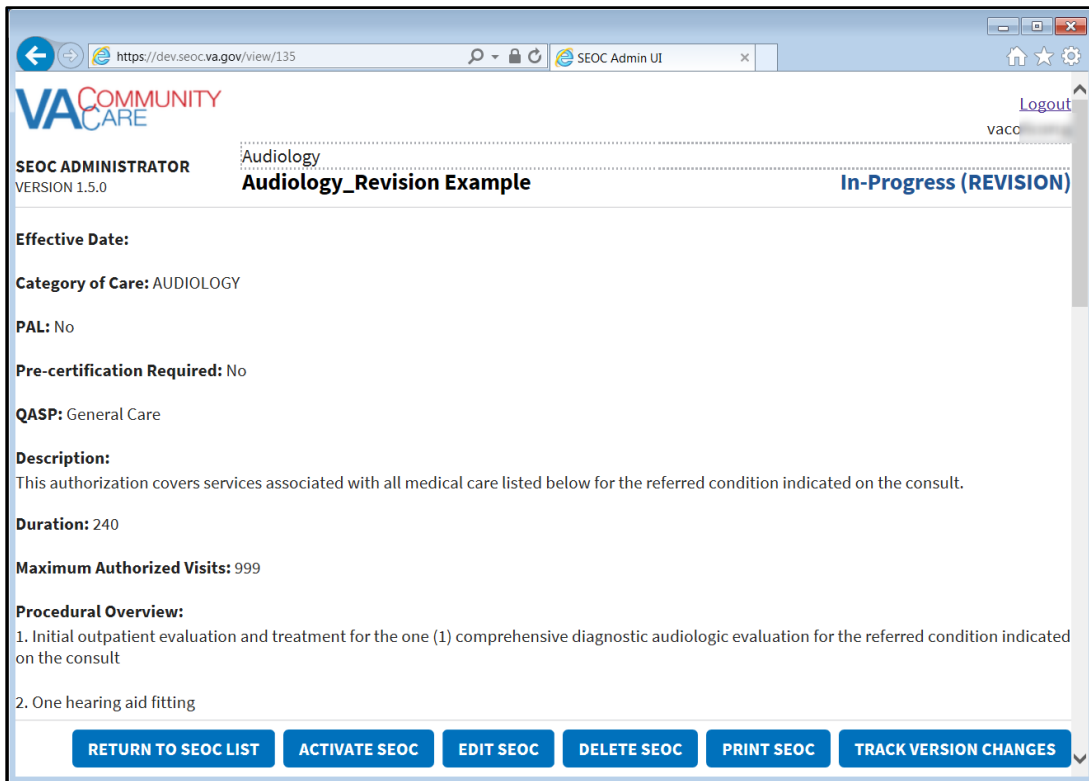 https://dev.seoc.va.gov/view/135
SEOC Admin UI
VA COMMUNITY CARE
Logout
SEOC ADMINISTRATOR
VERSION 1.5.0
Audiology
Audiology_Revision Example
In-Progress (REVISION)
Effective Date:
Category of Care: AUDIOLOGY
PAL: No
Pre-certification Required: No
QASP: General Care
Description:
This authorization covers services associated with all medical care listed below for the referred condition indicated on the consult.
Duration: 240
Maximum Authorized Visits: 999
Procedural Overview:
1. Initial outpatient evaluation and treatment for the one (1) comprehensive diagnostic audiologic evaluation for the referred condition indicated
on the consult
2. One hearing aid fitting
RETURN TO SEOC LIST
ACTIVATE SEOC
EDIT SEOC
DELETE SEOC
PRINT SEOC
TRACK VERSION CHANGES